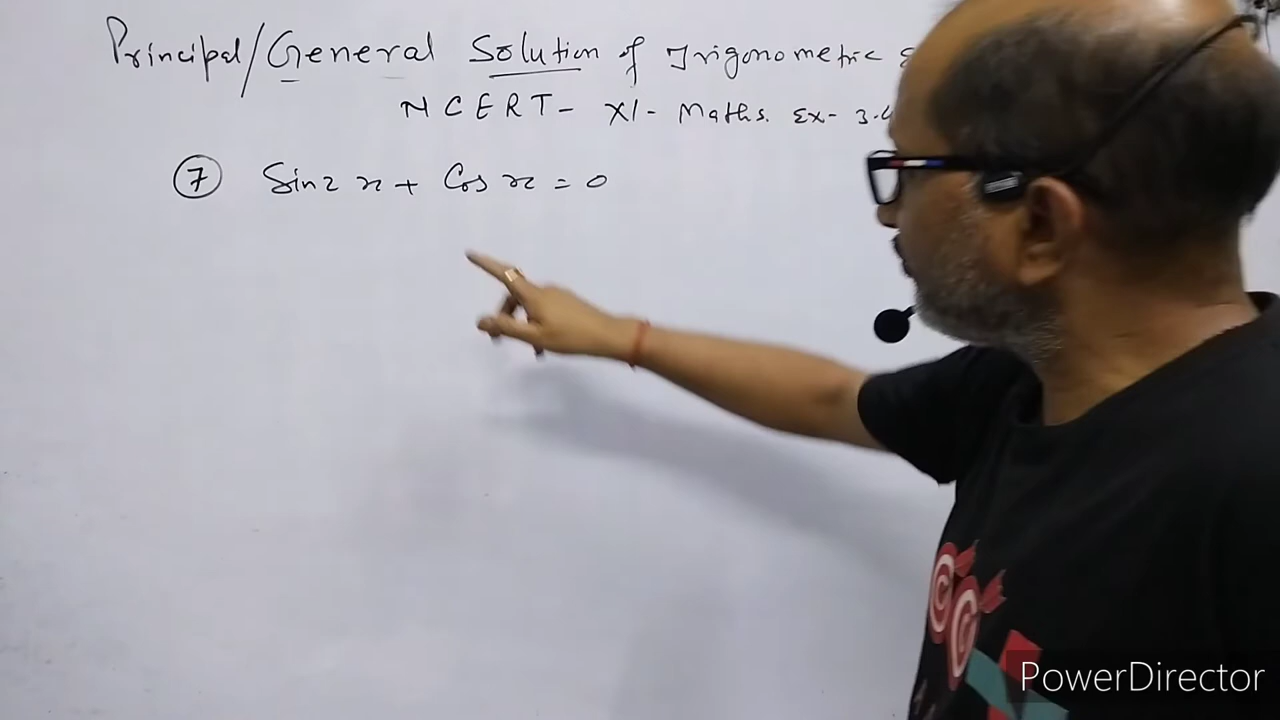 Principal/General Solution of Trigonometric
NCERT- XI- Maths. Ex- 3.
7 Sin2x + Cos x = 0
PowerDirector